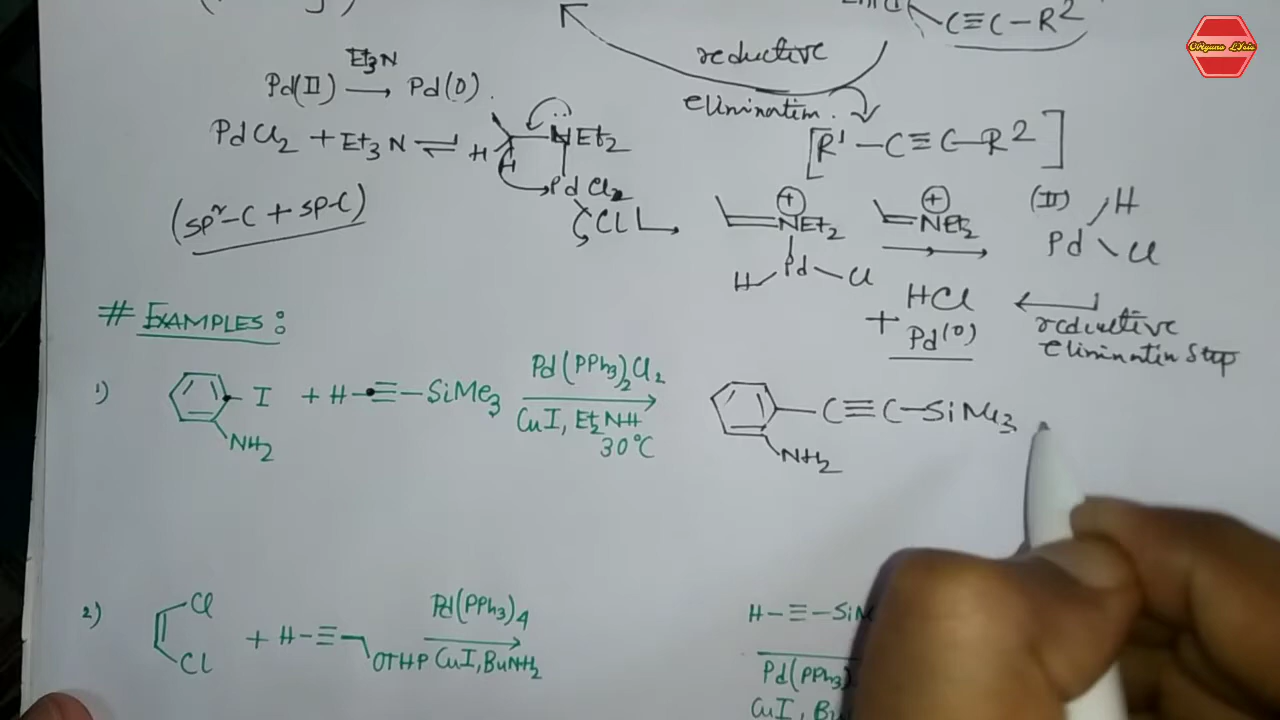 C≡C-R²
reductive
elimination.
Et₃N
Pd(II) ⟶ Pd(0).
PdCl₂ + Et₃N ⇌ H
H
NEt₂
PdCl₂
Cl
[R¹-C≡C-R²]
(sp²-C + sp-C)
⊕
NEt₂
H Pd Cl
⊕
NEt₂
(II) H
Pd Cl
HCl
+ Pd(0)
reductive
elimination step
# EXAMPLES:
1) I + H-≡-SiMe₃
NH₂
Pd(PPh₃)₂Cl₂
CuI, Et₂NH
30°C
C≡C-SiMe₃
NH₂
2) Cl
Cl
+ H-≡
OTHP
Pd(PPh₃)₄
CuI, BuNH₂
H-≡-SiM
Pd(PPh₃)
CuI, Bu